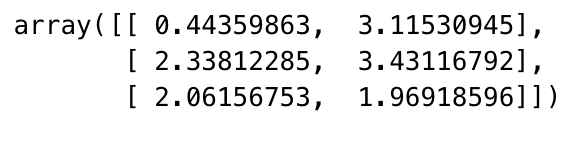 array([[ 0.44359863,  3.11530945],
       [ 2.33812285,  3.43116792],
       [ 2.06156753,  1.96918596]])